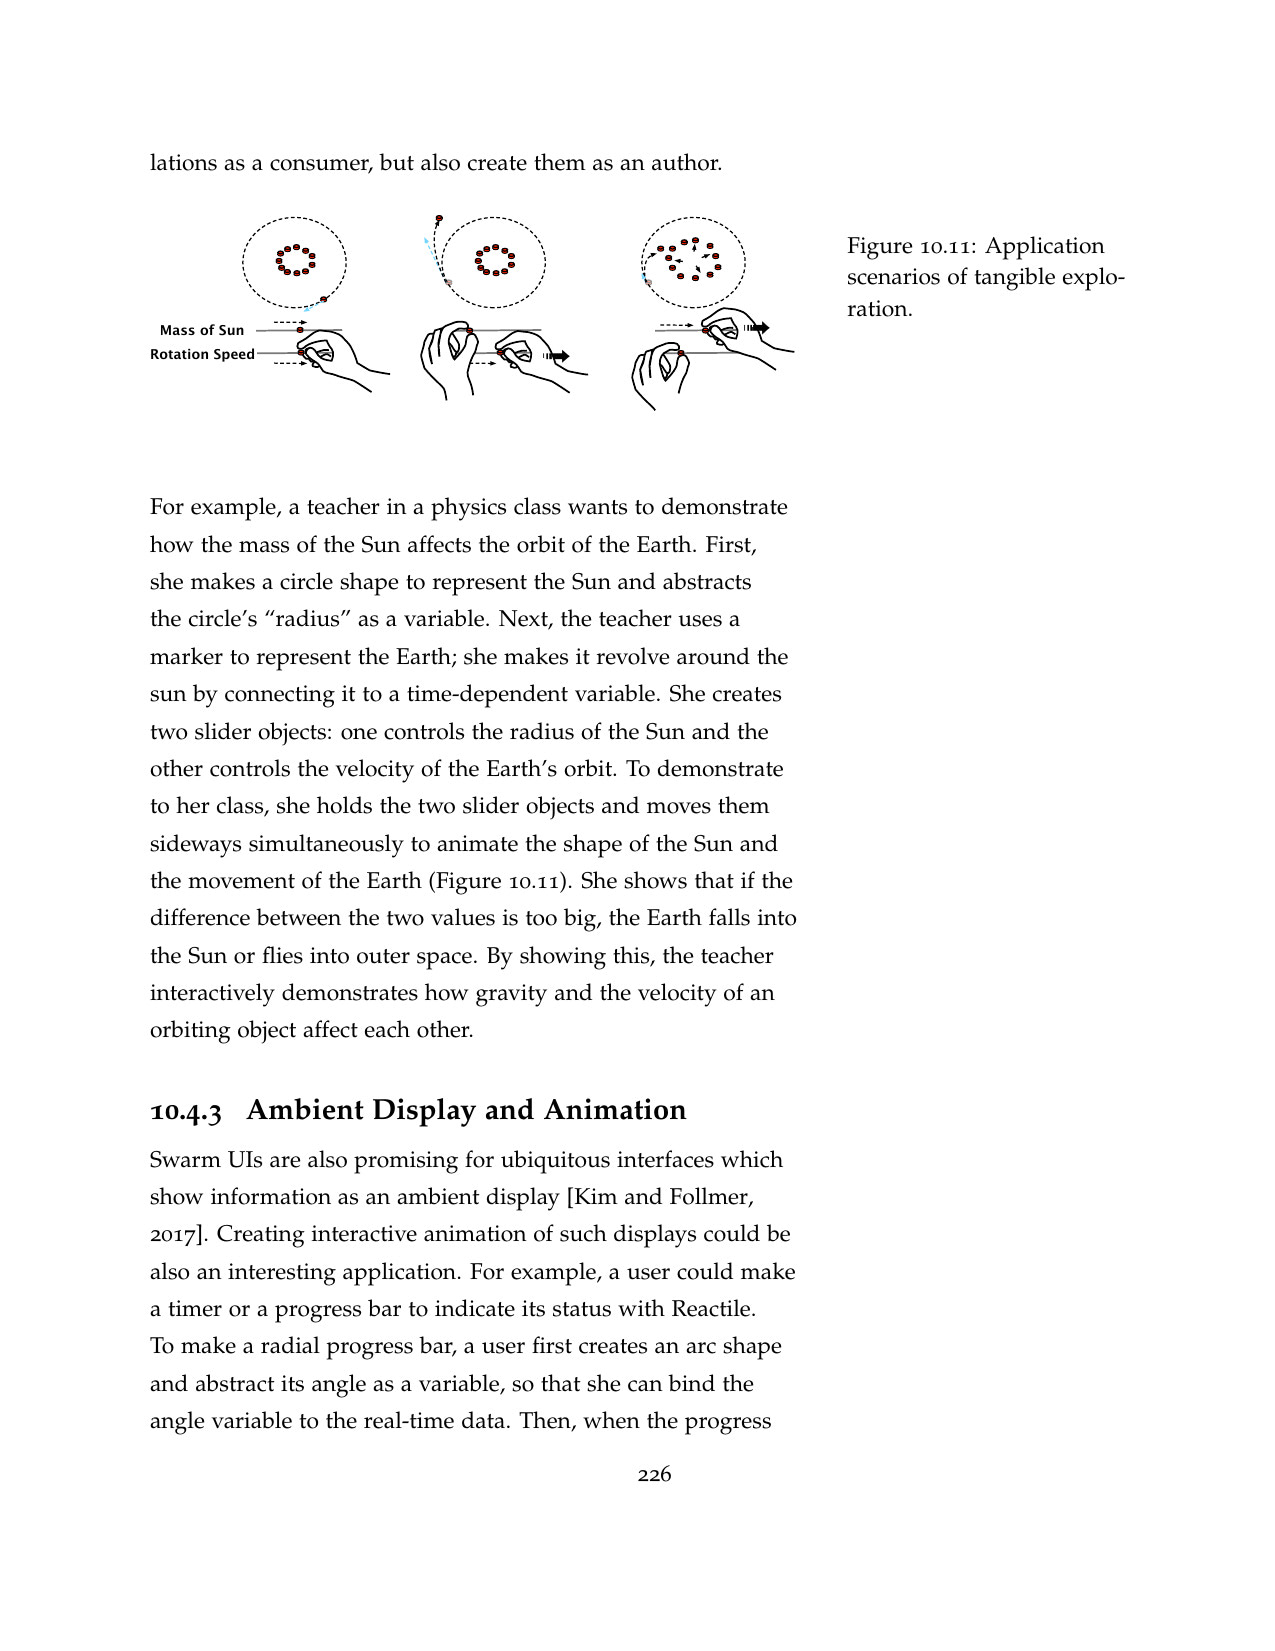 lations as a consumer, but also create them as an author.
Mass of Sun
Rotation Speed
Figure 10.11: Application
scenarios of tangible explo-
ration.
For example, a teacher in a physics class wants to demonstrate
how the mass of the Sun affects the orbit of the Earth. First,
she makes a circle shape to represent the Sun and abstracts
the circle's “radius” as a variable. Next, the teacher uses a
marker to represent the Earth; she makes it revolve around the
sun by connecting it to a time-dependent variable. She creates
two slider objects: one controls the radius of the Sun and the
other controls the velocity of the Earth's orbit. To demonstrate
to her class, she holds the two slider objects and moves them
sideways simultaneously to animate the shape of the Sun and
the movement of the Earth (Figure 10.11). She shows that if the
difference between the two values is too big, the Earth falls into
the Sun or flies into outer space. By showing this, the teacher
interactively demonstrates how gravity and the velocity of an
orbiting object affect each other.
10.4.3 Ambient Display and Animation
Swarm UIs are also promising for ubiquitous interfaces which
show information as an ambient display [Kim and Follmer,
2017]. Creating interactive animation of such displays could be
also an interesting application. For example, a user could make
a timer or a progress bar to indicate its status with Reactile.
To make a radial progress bar, a user first creates an arc shape
and abstract its angle as a variable, so that she can bind the
angle variable to the real-time data. Then, when the progress
226